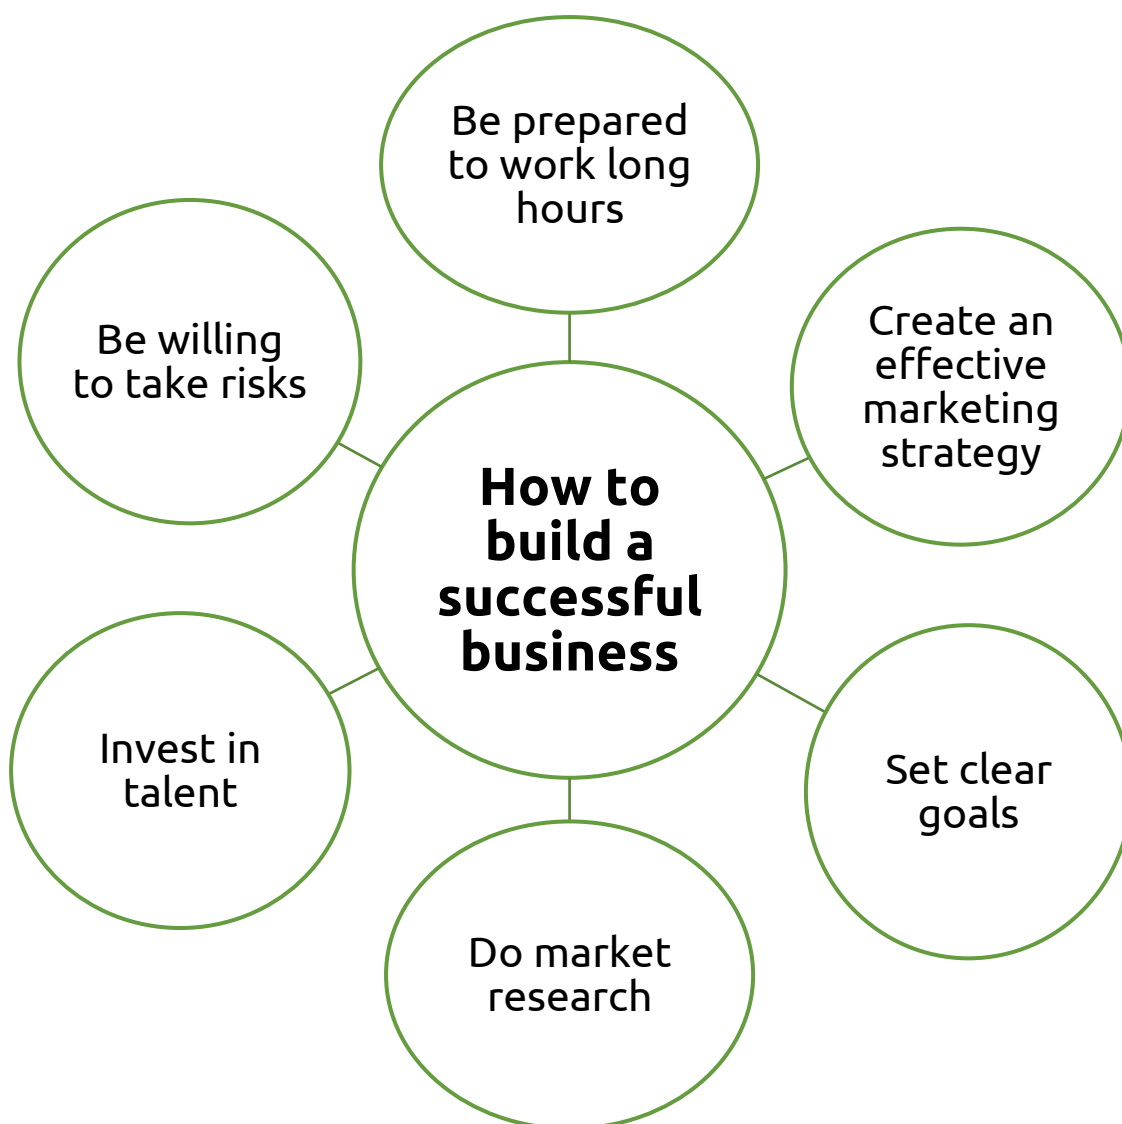 Be prepared
to work long
hours
Be willing
to take risks
Create an
effective
marketing
strategy
How to
build a
successful
business
Invest in
talent
Set clear
goals
Do market
research